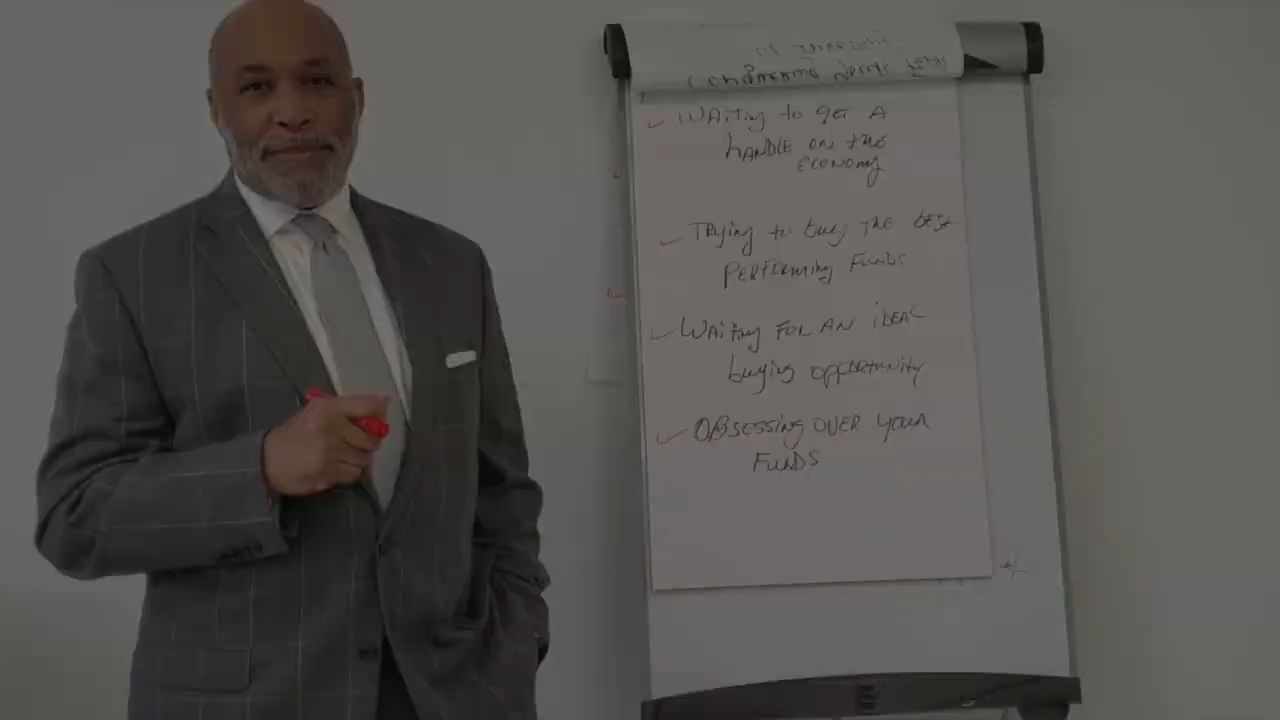 WAiting to get A
HANDLE ON the
ECONOMY
TRying to buy THE best
PERFORMing FuNDS
WAiting FOR AN iDEAL
buying opportunity
OBsessing OVER your
FuNDS